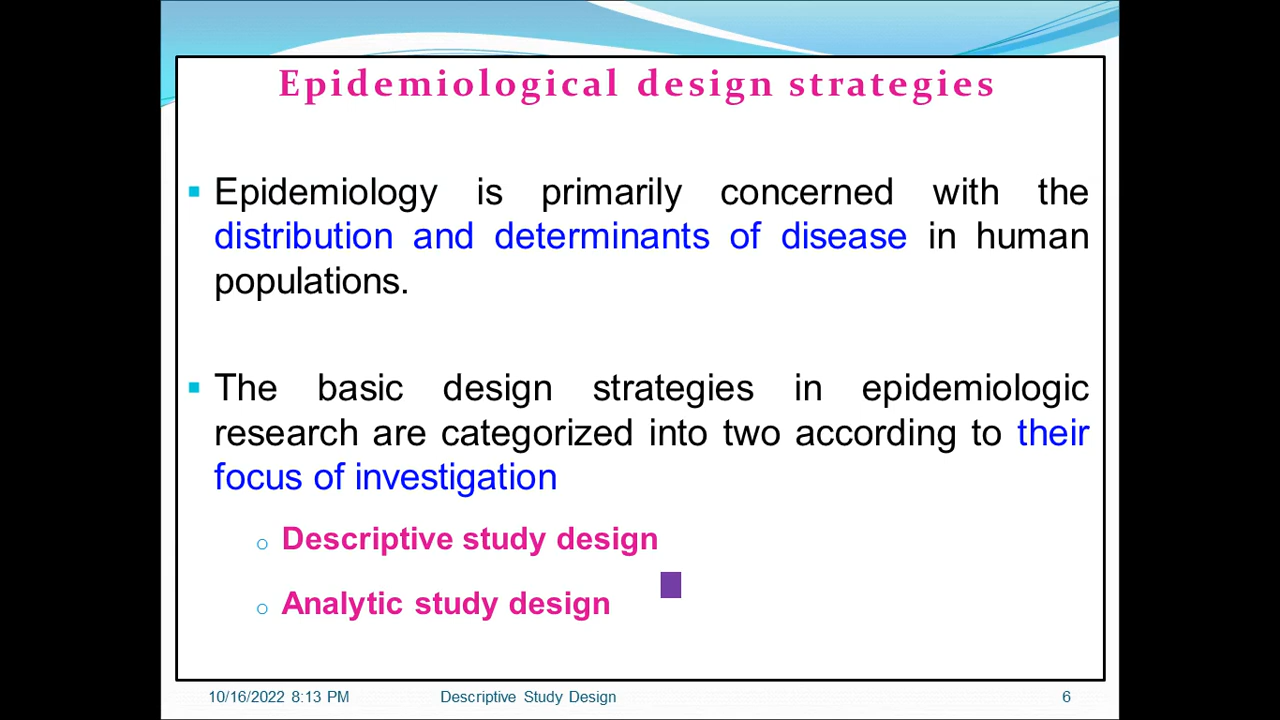 Epidemiological design strategies
Epidemiology is primarily concerned with the
distribution and determinants of disease in human
populations.
The basic design strategies in epidemiologic
research are categorized into two according to their
focus of investigation
Descriptive study design
Analytic study design
10/16/2022 8:13 PM
Descriptive Study Design
6